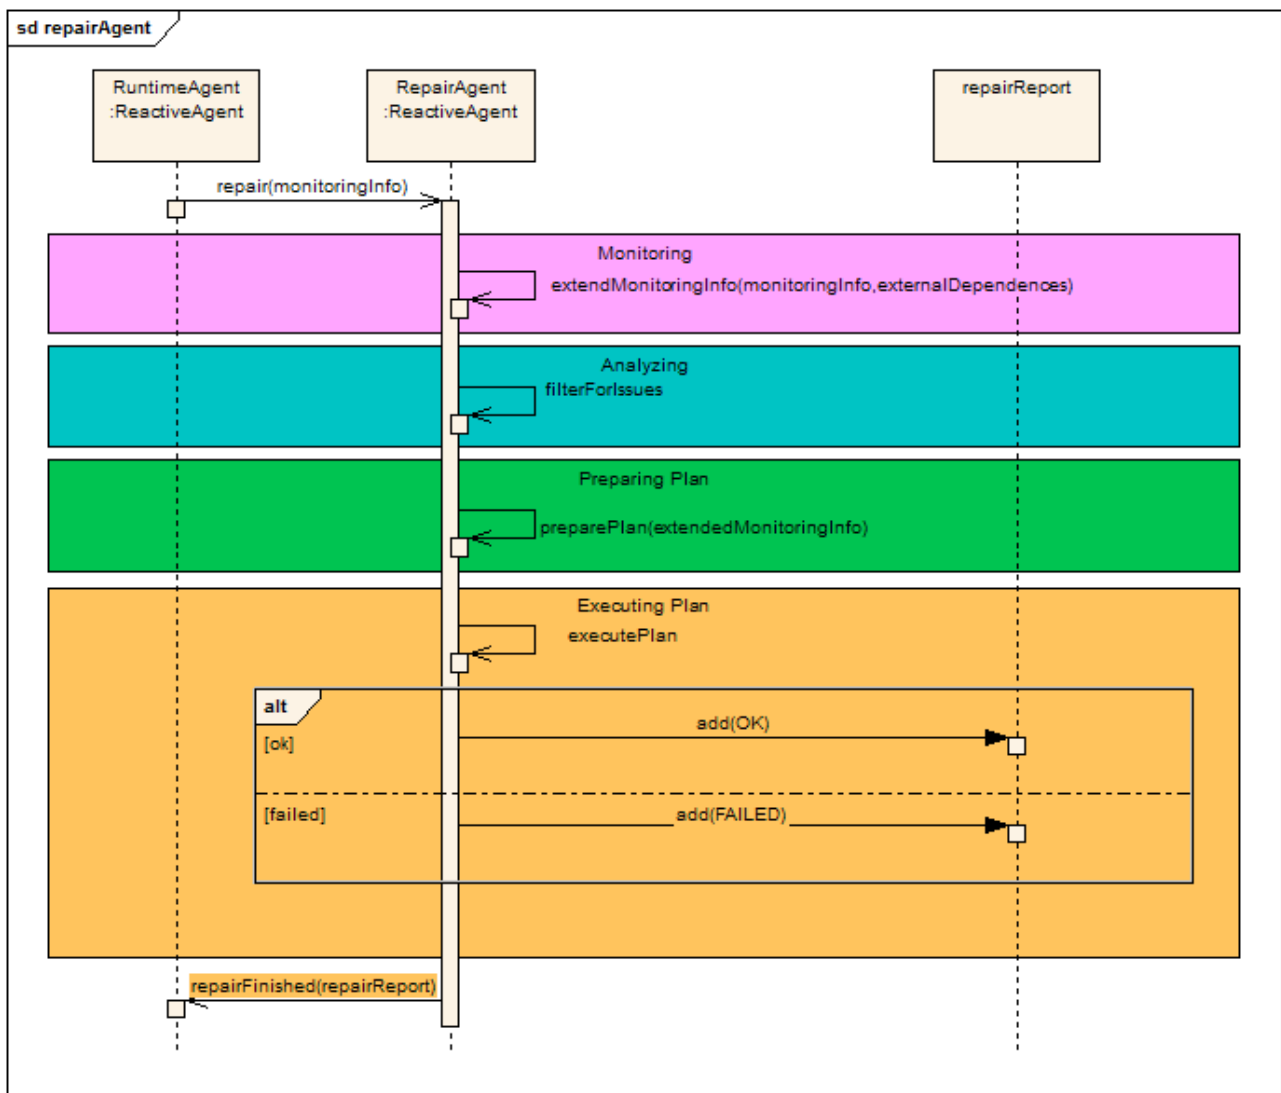 sd repairAgent
RuntimeAgent
:ReactiveAgent
RepairAgent
:ReactiveAgent
repairReport
repair(monitoringInfo)
Monitoring
extendMonitoringInfo(monitoringInfo,externalDependences)
Analyzing
filterForIssues
Preparing Plan
preparePlan(extendedMonitoringInfo)
Executing Plan
executePlan
alt
add(OK)
[ok]
[failed]
add(FAILED)
repairFinished(repairReport)